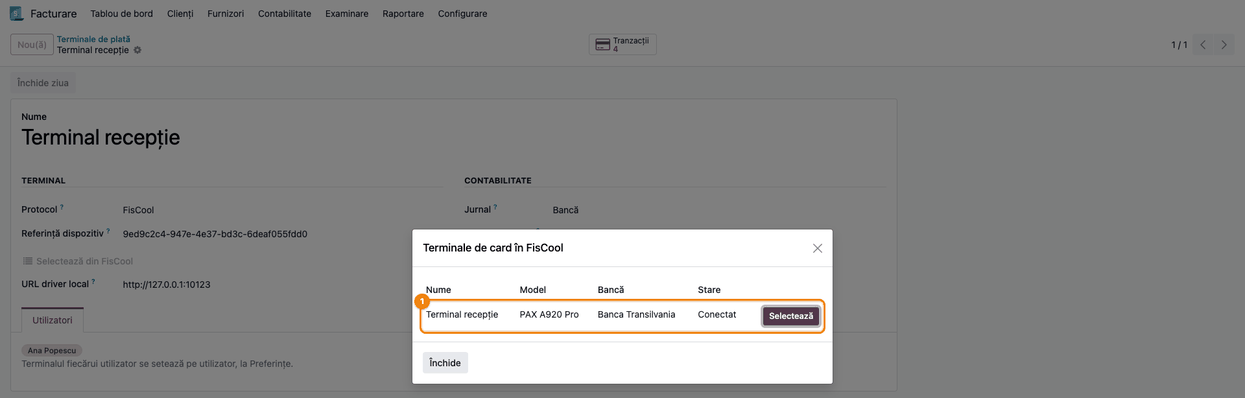 Facturare Tablou de bord Clienți Furnizori Contabilitate Examinare Raportare Configurare
Nou(ă) Terminale de plată
Terminal recepție
Tranzacții
4
1 / 1
Închide ziua
Nume
Terminal recepție
TERMINAL
CONTABILITATE
Protocol ? FisCool
Jurnal ? Bancă
Referință dispozitiv ? 9ed9c2c4-947e-4e37-bd3c-6deaf055fdd0
Selectează din FisCool
URL driver local ? http://127.0.0.1:10123
Utilizatori
Ana Popescu
Terminalul fiecărui utilizator se setează pe utilizator, la Preferințe.
Terminale de card în FisCool
Nume Model Bancă Stare
1
Terminal recepție PAX A920 Pro Banca Transilvania Conectat Selectează
Închide